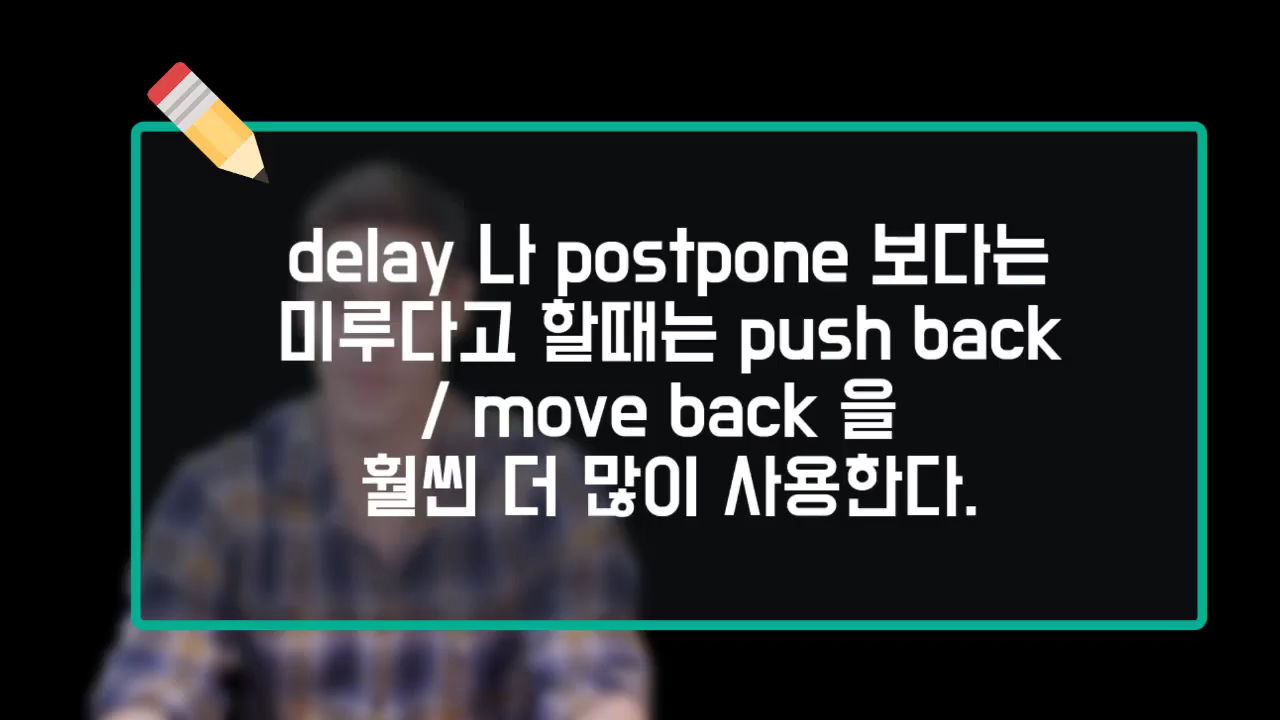 delay 나 postpone 보다는
미루다고 할때는 push back
/ move back 을
훨씬 더 많이 사용한다.